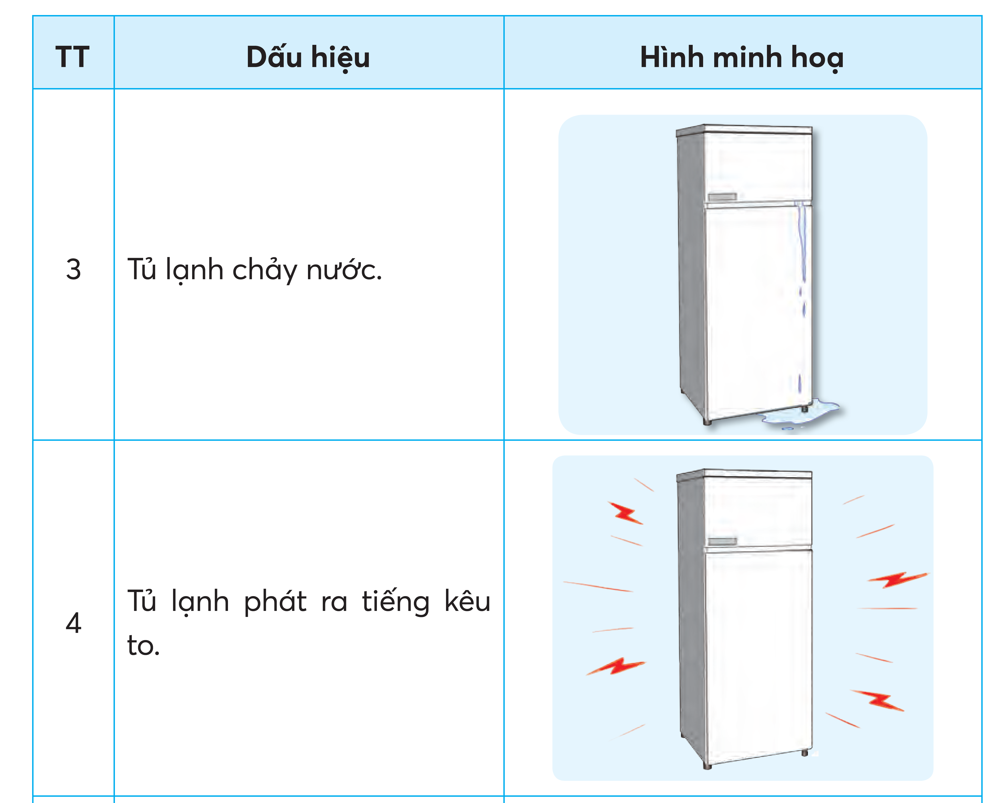 TT Dấu hiệu Hình minh hoạ
3 Tủ lạnh chảy nước.
Tủ lạnh phát ra tiếng kêu
4
to.